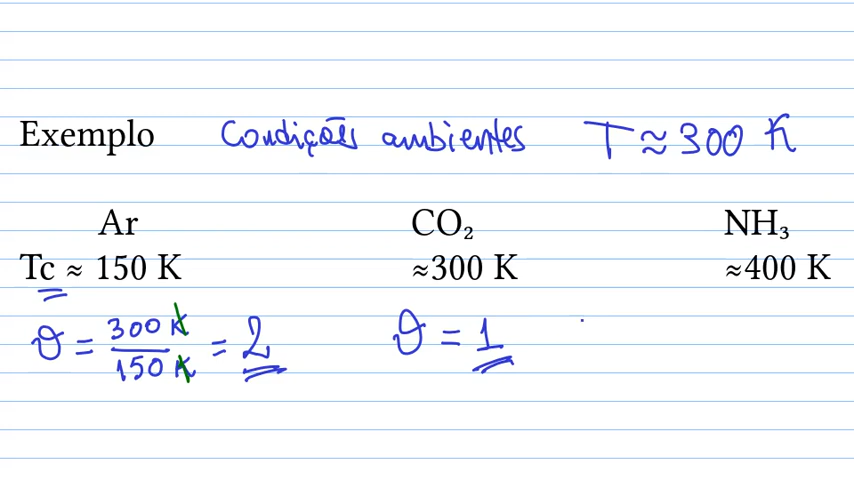 Exemplo Condições ambientes T ≈ 300 K
Ar CO₂ NH₃
Tc ≈ 150 K ≈300 K ≈400 K
ϑ = 300 K / 150 K = 2 ϑ = 1